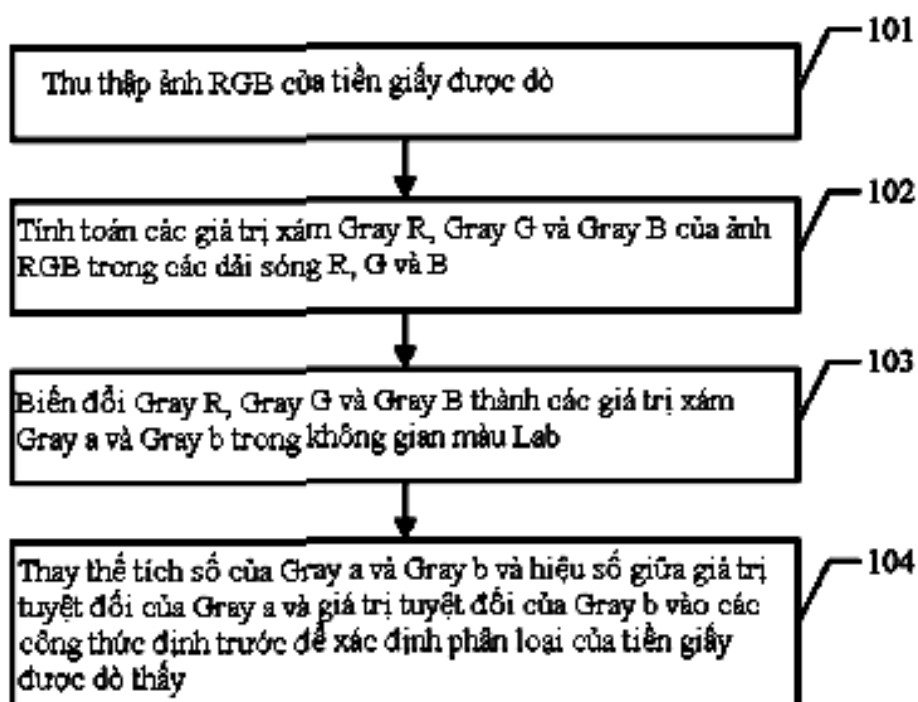 101
Thu thập ảnh RGB của tiền giấy được dò
102
Tính toán các giá trị xám Gray R, Gray G và Gray B của ảnh
RGB trong các dải sóng R, G và B
103
Biến đổi Gray R, Gray G và Gray B thành các giá trị xám
Gray a và Gray b trong không gian màu Lab
104
Thay thế tích số của Gray a và Gray b và hiệu số giữa giá trị
tuyệt đối của Gray a và giá trị tuyệt đối của Gray b vào các
công thức định trước để xác định phân loại của tiền giấy
được dò thấy